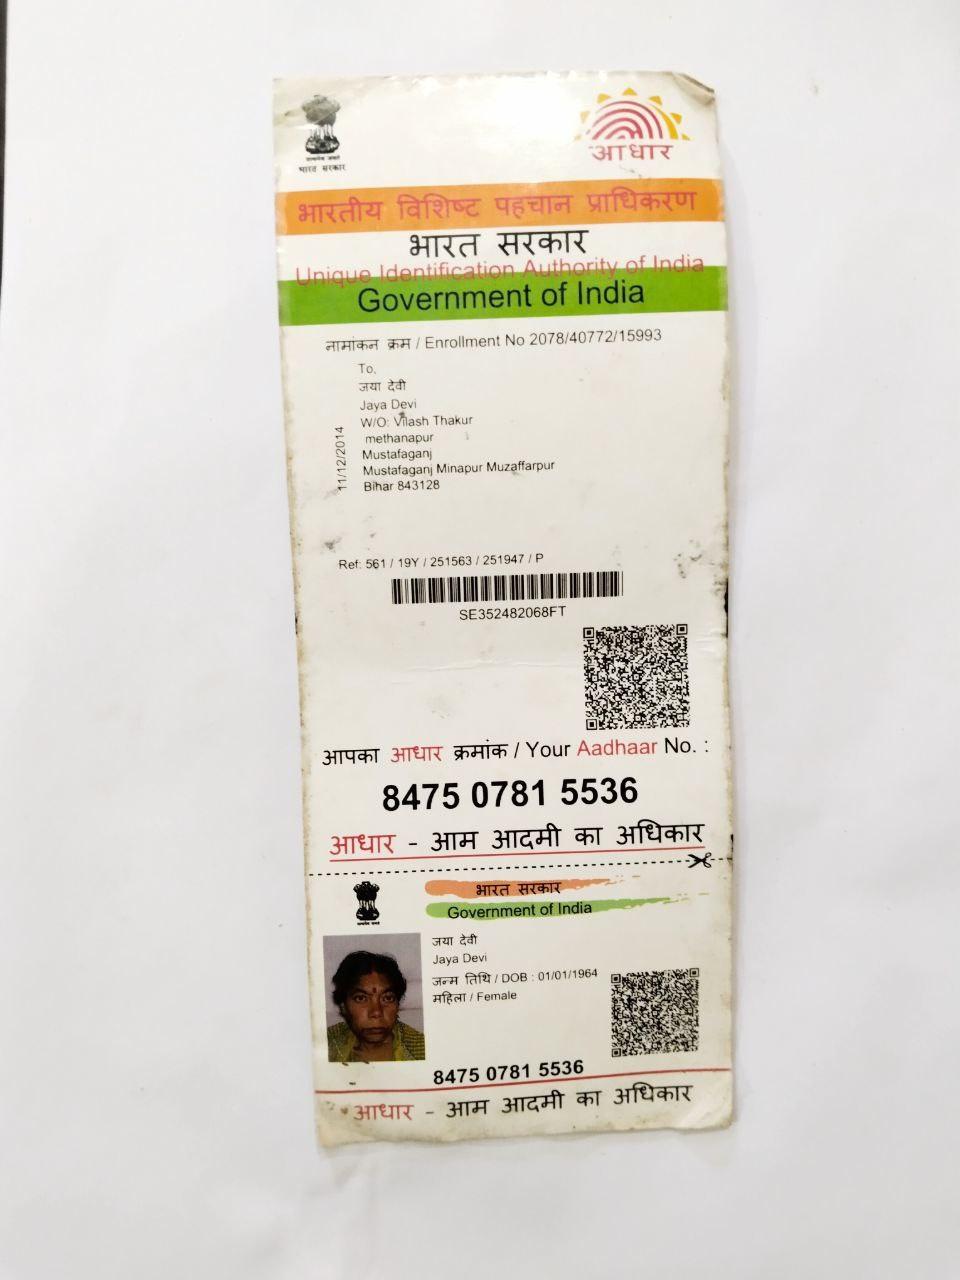 सत्यमेव जयते
भारत सरकार
आधार
भारतीय विशिष्ट पहचान प्राधिकरण
भारत सरकार
Unique Identification Authority of India
Government of India
नामांकन क्रम / Enrollment No 2078/40772/15993
To,
जया देवी
Jaya Devi
W/O: Vilash Thakur
methanapur
Mustafaganj
Mustafaganj Minapur Muzaffarpur
Bihar 843128
11/12/2014
Ref: 561 / 19Y / 251563 / 251947 / P
SE352482068FT
आपका आधार क्रमांक / Your Aadhaar No. :
8475 0781 5536
आधार - आम आदमी का अधिकार
भारत सरकार
Government of India
जया देवी
Jaya Devi
जन्म तिथि / DOB : 01/01/1964
महिला / Female
8475 0781 5536
आधार - आम आदमी का अधिकार